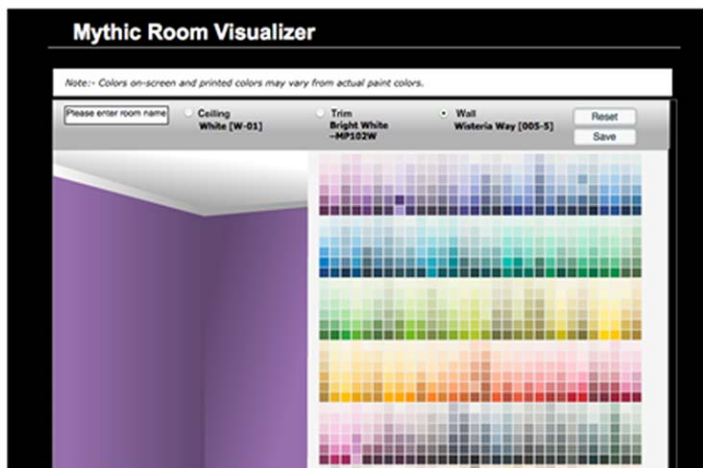 Mythic Room Visualizer
Note:- Colors on-screen and printed colors may vary from actual paint colors.
Please enter room name
Ceiling
White [W-01]
Trim
Bright White
-MP102W
Wall
Wisteria Way [005-5]
Reset
Save